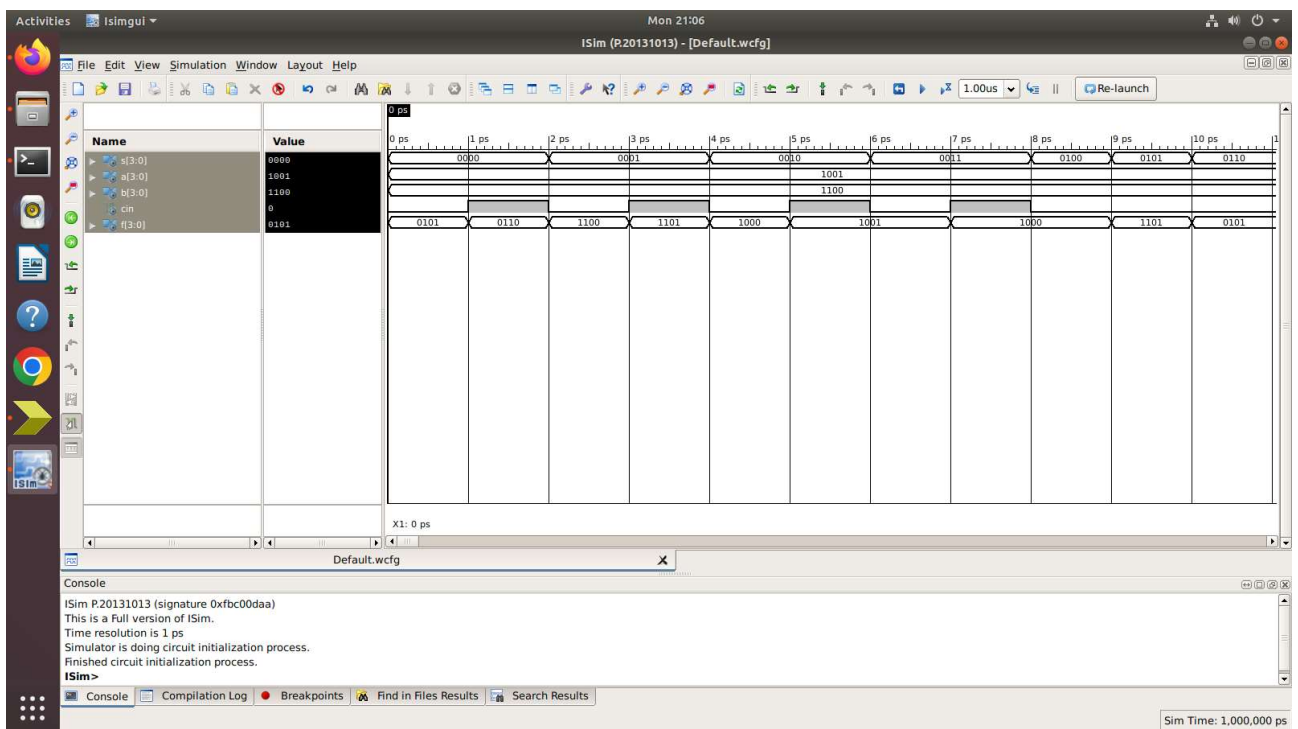 Activities Isimgui Mon 21:06
ISim (P.20131013) - [Default.wcfg]
File Edit View Simulation Window Layout Help
1.00us Re-launch
0 ps
Name Value 0 ps 1 ps 2 ps 3 ps 4 ps 5 ps 6 ps 7 ps 8 ps 9 ps 10 ps 1
s[3:0] 0000 0000 0001 0010 0011 0100 0101 0110
a[3:0] 1001 1001
b[3:0] 1100 1100
cin 0
f[3:0] 0101 0101 0110 1100 1101 1000 1001 1000 1101 0101
X1: 0 ps
Default.wcfg
Console
ISim P.20131013 (signature 0xfbc00daa)
This is a Full version of ISim.
Time resolution is 1 ps
Simulator is doing circuit initialization process.
Finished circuit initialization process.
ISim>
Console Compilation Log Breakpoints Find in Files Results Search Results
Sim Time: 1,000,000 ps
ISim